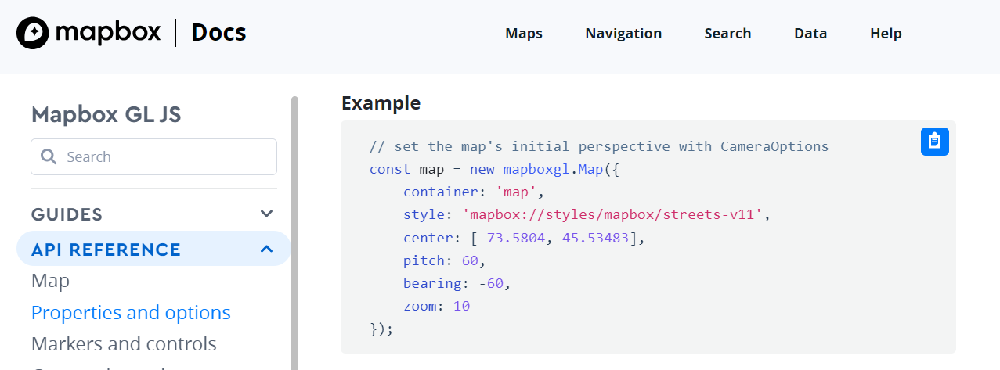 mapbox Docs
Maps Navigation Search Data Help
Mapbox GL JS
Search
GUIDES
API REFERENCE
Map
Properties and options
Markers and controls
Example
// set the map's initial perspective with CameraOptions
const map = new mapboxgl.Map({
    container: 'map',
    style: 'mapbox://styles/mapbox/streets-v11',
    center: [-73.5804, 45.53483],
    pitch: 60,
    bearing: -60,
    zoom: 10
});